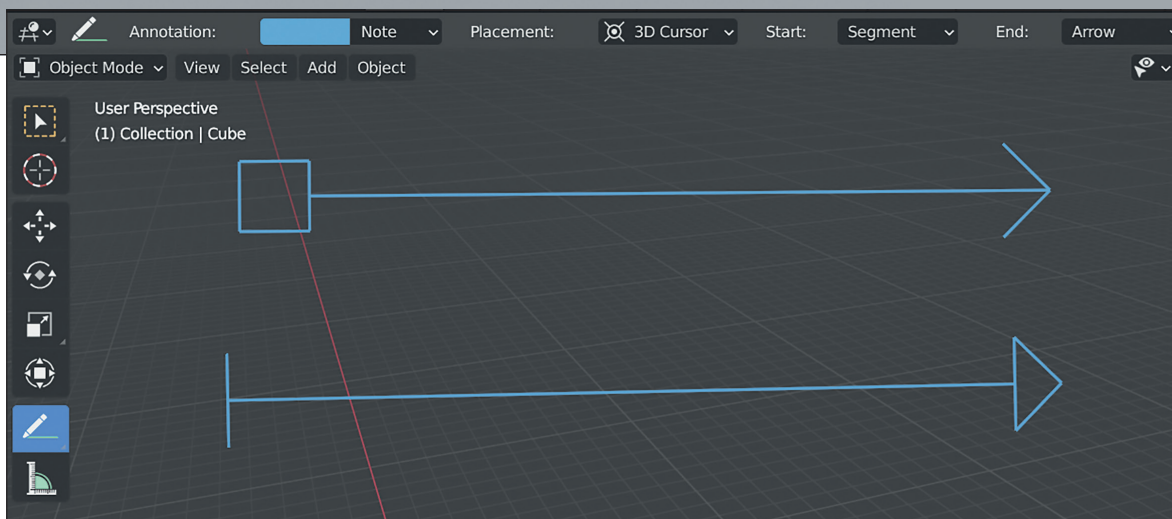 Annotation: Note Placement: 3D Cursor Start: Segment End: Arrow
Object Mode View Select Add Object
User Perspective
(1) Collection | Cube